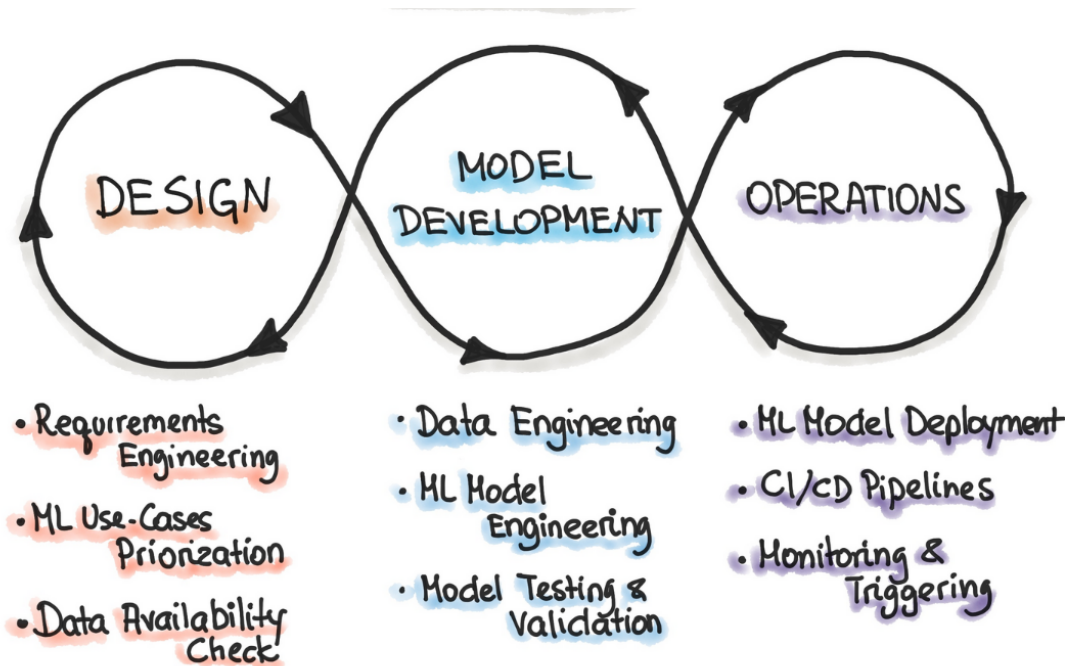 DESIGN
MODEL
DEVELOPMENT
OPERATIONS
• Requirements
Engineering
• ML Use-Cases
Priorization
• Data Availability
Check
• Data Engineering
• ML Model
Engineering
• Model Testing &
Validation
• ML Model Deployment
• CI/CD Pipelines
• Monitoring &
Triggering